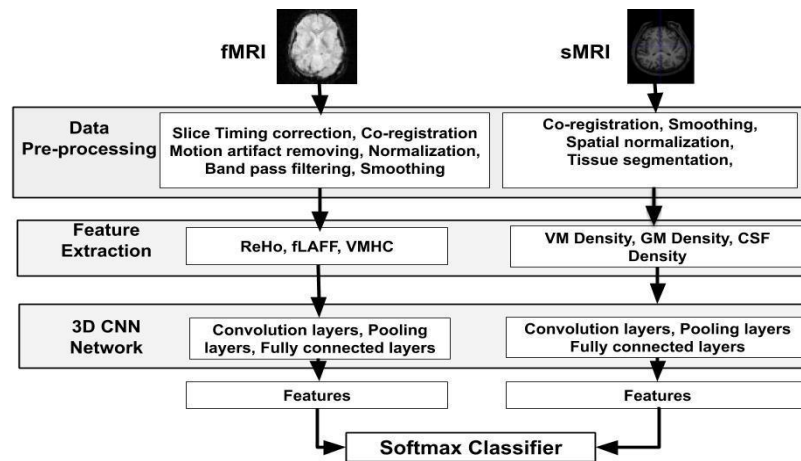 fMRI
sMRI
Data
Pre-processing
Slice Timing correction, Co-registration
Motion artifact removing, Normalization,
Band pass filtering, Smoothing
Co-registration, Smoothing,
Spatial normalization,
Tissue segmentation,
Feature
Extraction
ReHo, fLAFF, VMHC
VM Density, GM Density, CSF
Density
3D CNN
Network
Convolution layers, Pooling
layers, Fully connected layers
Convolution layers, Pooling layers
Fully connected layers
Features
Features
Softmax Classifier